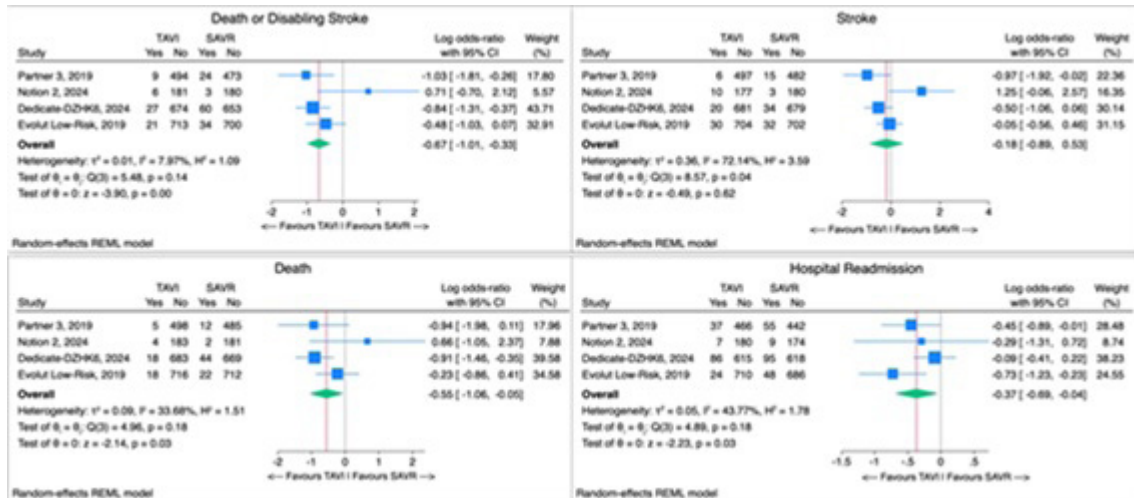 Death or Disabling Stroke
TAVI SAVR Log odds-ratio Weight
Study Yes No Yes No with 95% CI (%)
Partner 3, 2019 9 494 24 473 -1.03 [ -1.81, -0.26] 17.80
Notion 2, 2024 6 181 3 180 0.71 [ -0.70, 2.12] 5.57
Dedicate-DZHK6, 2024 27 674 60 653 -0.84 [ -1.31, -0.37] 43.71
Evolut Low-Risk, 2019 21 713 34 700 -0.48 [ -1.03, 0.07] 32.91
Overall -0.67 [ -1.01, -0.33]
Heterogeneity: τ² = 0.01, I² = 7.97%, H² = 1.09
Test of θᵢ = θⱼ: Q(3) = 5.48, p = 0.14
Test of θ = 0: z = -3.90, p = 0.00
-2 -1 0 1 2
<— Favours TAVI I Favours SAVR —>
Random-effects REML model
Stroke
TAVI SAVR Log odds-ratio Weight
Study Yes No Yes No with 95% CI (%)
Partner 3, 2019 6 497 15 482 -0.97 [ -1.92, -0.02] 22.36
Notion 2, 2024 10 177 3 180 1.25 [ -0.06, 2.57] 16.35
Dedicate-DZHK6, 2024 20 681 34 679 -0.50 [ -1.06, 0.06] 30.14
Evolut Low-Risk, 2019 30 704 32 702 -0.05 [ -0.56, 0.46] 31.15
Overall -0.18 [ -0.89, 0.53]
Heterogeneity: τ² = 0.36, I² = 72.14%, H² = 3.59
Test of θᵢ = θⱼ: Q(3) = 8.57, p = 0.04
Test of θ = 0: z = -0.49, p = 0.62
-2 0 2 4
<— Favours TAVI I Favours SAVR —>
Random-effects REML model
Death
TAVI SAVR Log odds-ratio Weight
Study Yes No Yes No with 95% CI (%)
Partner 3, 2019 5 498 12 485 -0.94 [ -1.98, 0.11] 17.96
Notion 2, 2024 4 183 2 181 0.66 [ -1.05, 2.37] 7.88
Dedicate-DZHK6, 2024 18 683 44 669 -0.91 [ -1.46, -0.35] 39.58
Evolut Low-Risk, 2019 18 716 22 712 -0.23 [ -0.86, 0.41] 34.58
Overall -0.55 [ -1.06, -0.05]
Heterogeneity: τ² = 0.09, I² = 33.68%, H² = 1.51
Test of θᵢ = θⱼ: Q(3) = 4.96, p = 0.18
Test of θ = 0: z = -2.14, p = 0.03
-2 -1 0 1 2
<— Favours TAVI I Favours SAVR —>
Random-effects REML model
Hospital Readmission
TAVI SAVR Log odds-ratio Weight
Study Yes No Yes No with 95% CI (%)
Partner 3, 2019 37 466 55 442 -0.45 [ -0.89, -0.01] 28.48
Notion 2, 2024 7 180 9 174 -0.29 [ -1.31, 0.72] 8.74
Dedicate-DZHK6, 2024 86 615 95 618 -0.09 [ -0.41, 0.22] 38.23
Evolut Low-Risk, 2019 24 710 48 686 -0.73 [ -1.23, -0.23] 24.55
Overall -0.37 [ -0.69, -0.04]
Heterogeneity: τ² = 0.05, I² = 43.77%, H² = 1.78
Test of θᵢ = θⱼ: Q(3) = 4.89, p = 0.18
Test of θ = 0: z = -2.23, p = 0.03
-1.5 -1 -.5 0 .5
<— Favours TAVI I Favours SAVR —>
Random-effects REML model